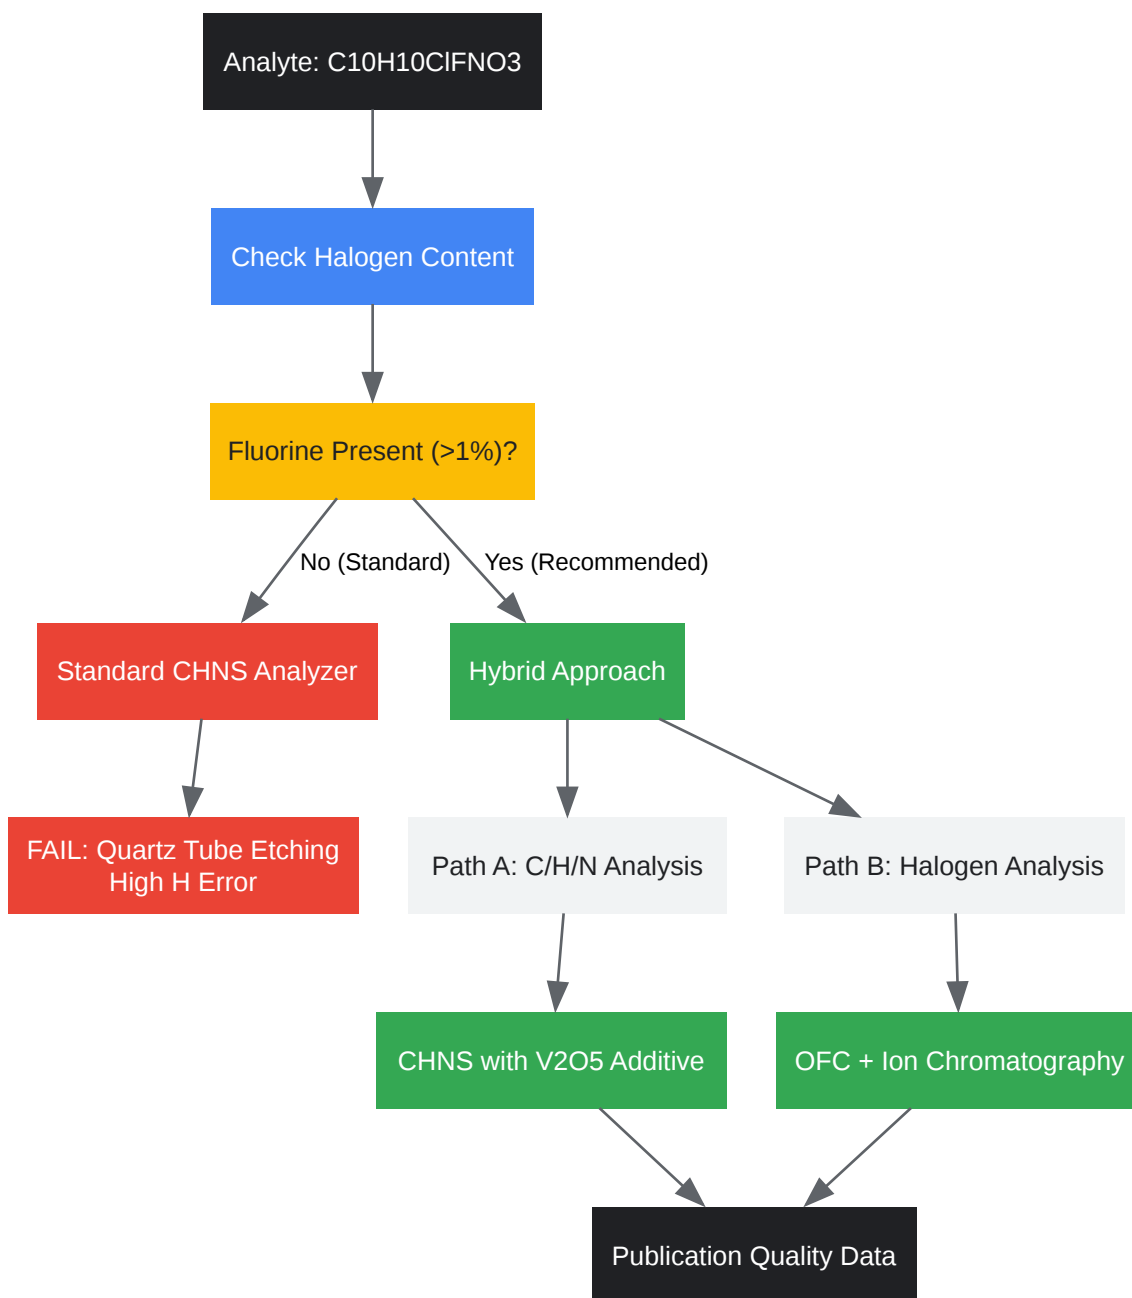 Analyte: C10H10ClFNO3
Check Halogen Content
Fluorine Present (>1%)?
No (Standard)
Yes (Recommended)
Standard CHNS Analyzer
Hybrid Approach
FAIL: Quartz Tube Etching
High H Error
Path A: C/H/N Analysis
Path B: Halogen Analysis
CHNS with V2O5 Additive
OFC + Ion Chromatography
Publication Quality Data